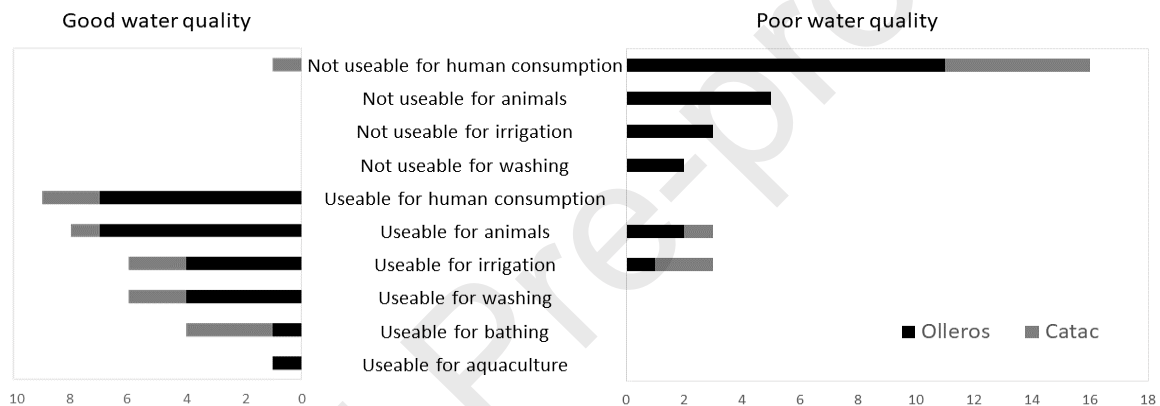 Good water quality
Poor water quality
Not useable for human consumption
Not useable for animals
Not useable for irrigation
Not useable for washing
Useable for human consumption
Useable for animals
Useable for irrigation
Useable for washing
Useable for bathing
Useable for aquaculture
Olleros Catac
10 8 6 4 2 0
0 2 4 6 8 10 12 14 16 18
Pre-pro